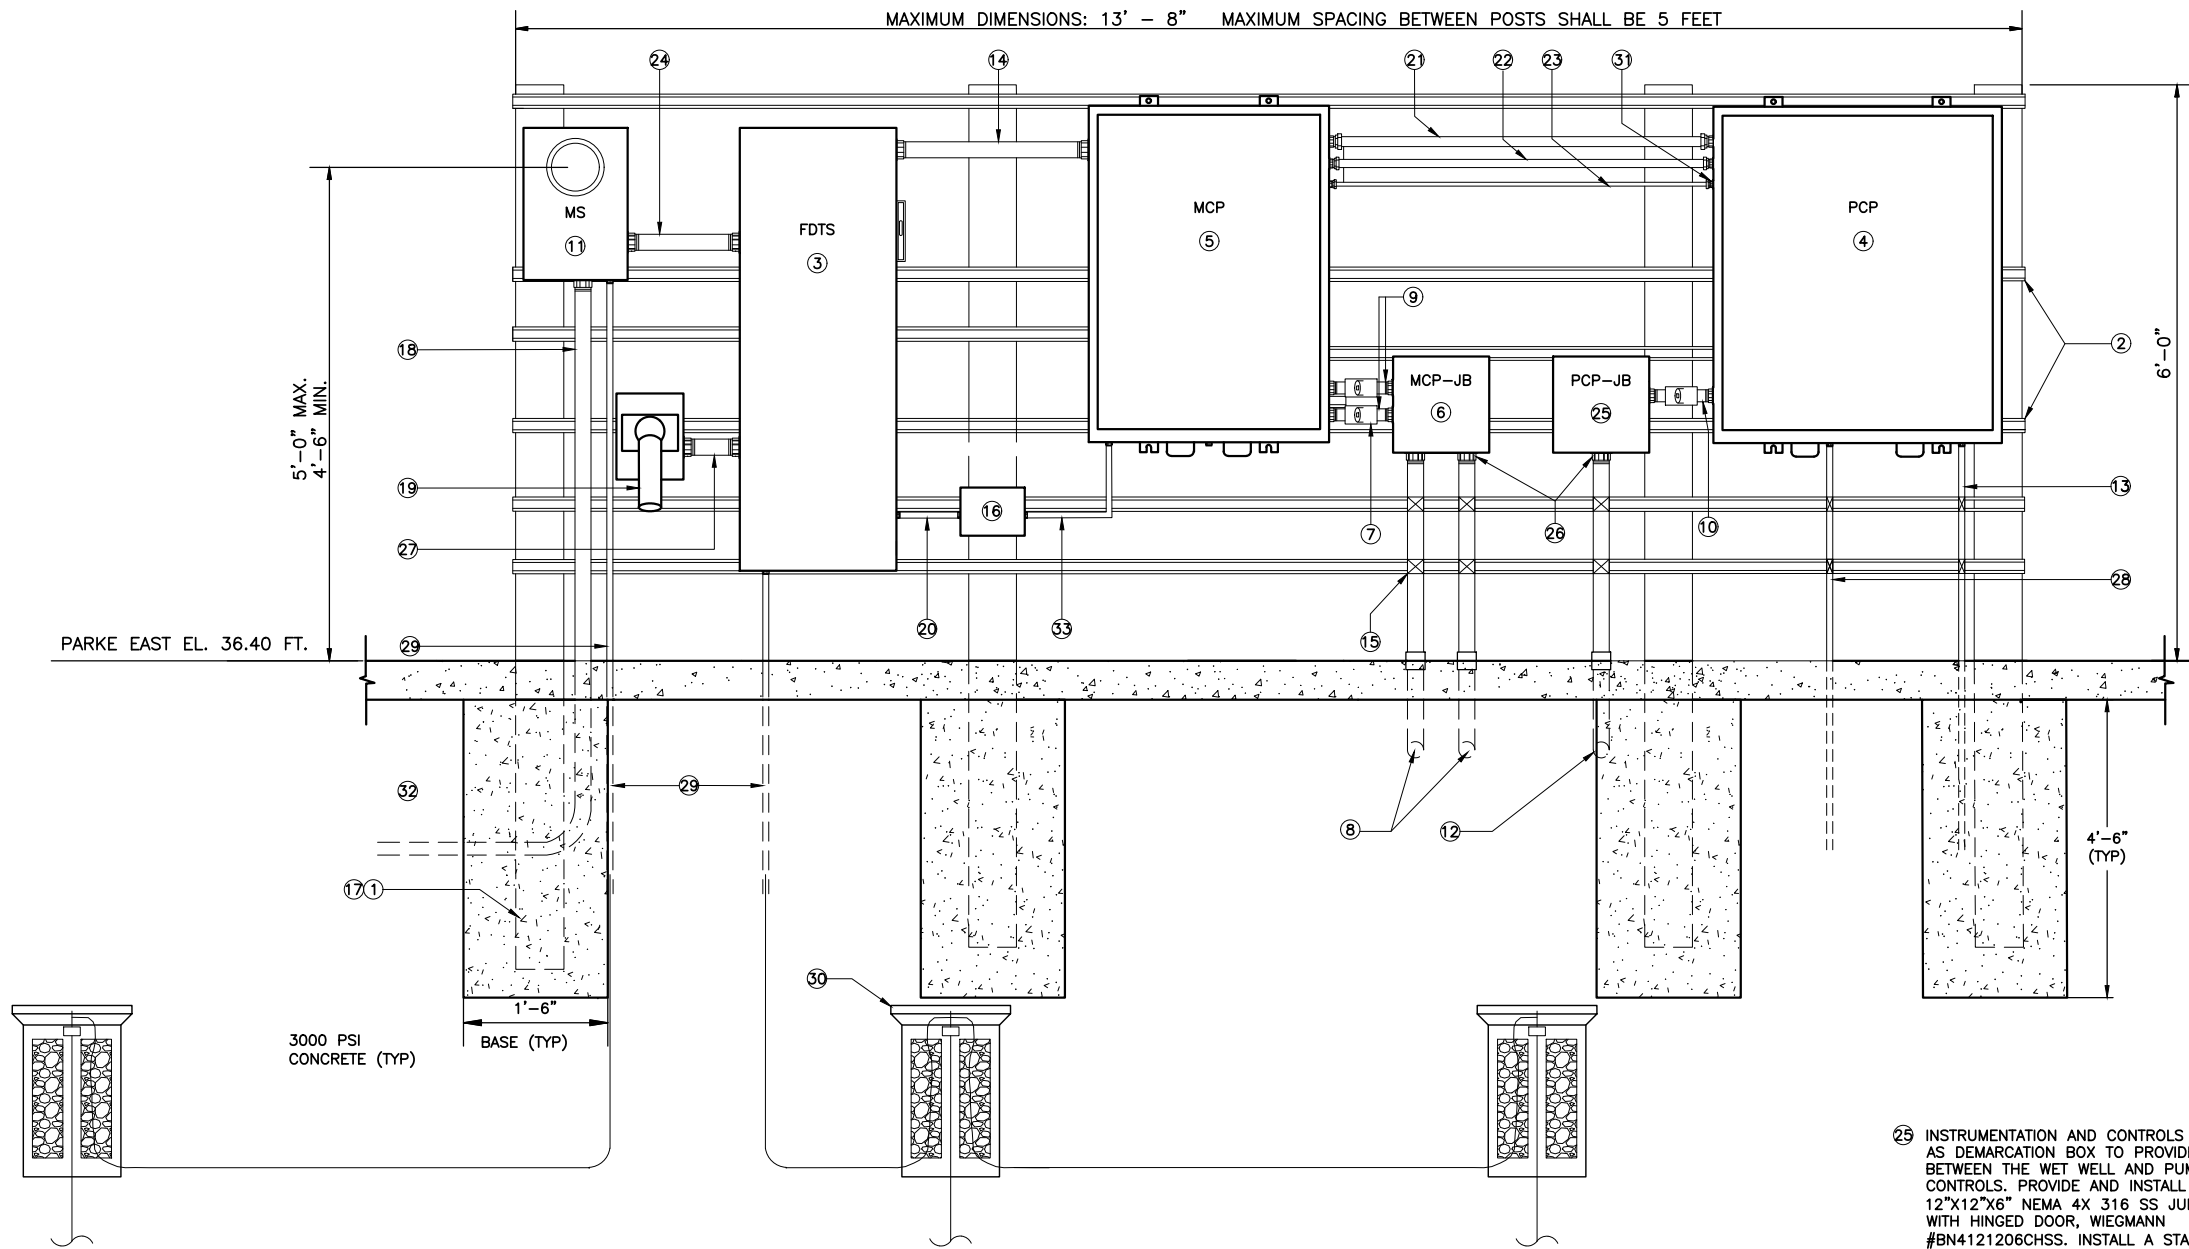 MAXIMUM DIMENSIONS: 13' - 8" MAXIMUM SPACING BETWEEN POSTS SHALL BE 5 FEET
24
14
21
22
23
31
MS
11
FDTS
3
MCP
5
PCP
4
9
2
18
5'-0" MAX.
4'-6" MIN.
6'-0"
MCP-JB
6
PCP-JB
25
19
27
16
7
26
10
13
28
20
33
15
29
PARKE EAST EL. 36.40 FT.
32
29
8
12
4'-6"
(TYP)
17 1
30
1'-6"
BASE (TYP)
3000 PSI
CONCRETE (TYP)
25 INSTRUMENTATION AND CONTROLS
AS DEMARCATION BOX TO
BETWEEN THE WET WELL AND
CONTROLS. PROVIDE AND INSTALL
12"X12"X6" NEMA 4X 316 SS
WITH HINGED DOOR, WIEGMANN
#BN4121206CHSS. INSTALL A